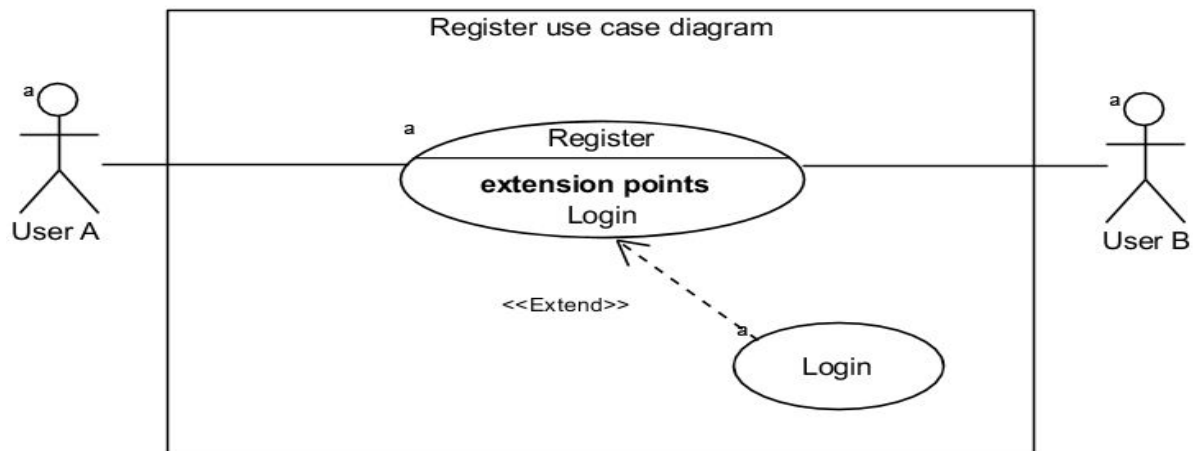 Register use case diagram
a
a
a
Register
extension points
Login
User A
User B
<<Extend>>
a
Login